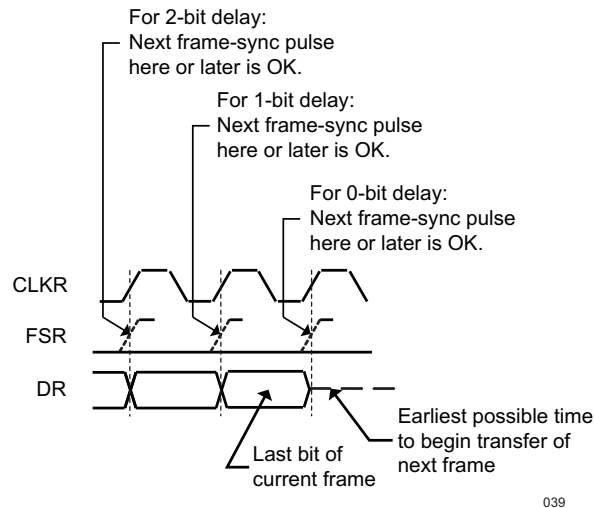 For 2-bit delay:
Next frame-sync pulse
here or later is OK.
For 1-bit delay:
Next frame-sync pulse
here or later is OK.
For 0-bit delay:
Next frame-sync pulse
here or later is OK.
CLKR
FSR
DR
Last bit of
current frame
Earliest possible time
to begin transfer of
next frame
039